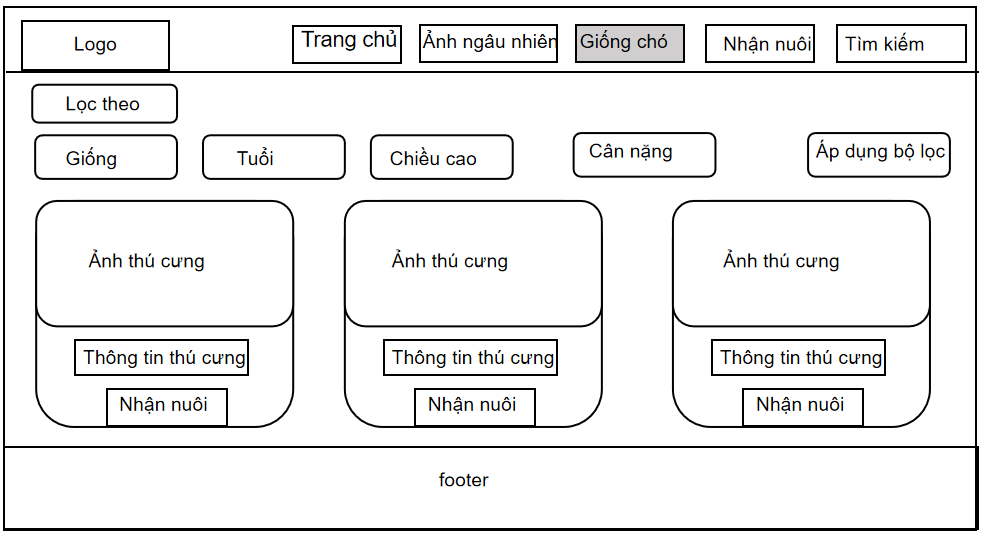 Logo
Trang chủ
Ảnh ngâu nhiên
Giống chó
Nhận nuôi
Tìm kiếm
Lọc theo
Giống
Tuổi
Chiều cao
Cân nặng
Áp dụng bộ lọc
Ảnh thú cưng
Ảnh thú cưng
Ảnh thú cưng
Thông tin thú cưng
Thông tin thú cưng
Thông tin thú cưng
Nhận nuôi
Nhận nuôi
Nhận nuôi
footer